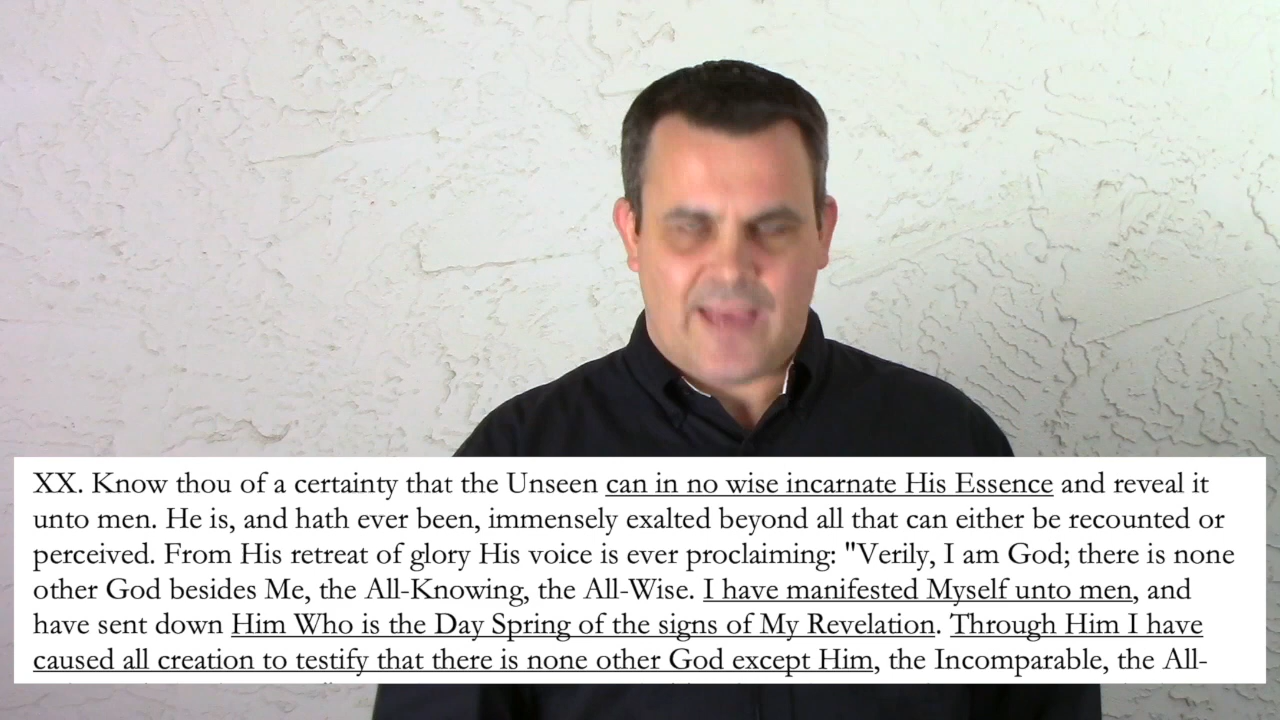 XX. Know thou of a certainty that the Unseen can in no wise incarnate His Essence and reveal it
unto men. He is, and hath ever been, immensely exalted beyond all that can either be recounted or
perceived. From His retreat of glory His voice is ever proclaiming: "Verily, I am God; there is none
other God besides Me, the All-Knowing, the All-Wise. I have manifested Myself unto men, and
have sent down Him Who is the Day Spring of the signs of My Revelation. Through Him I have
caused all creation to testify that there is none other God except Him, the Incomparable, the All-